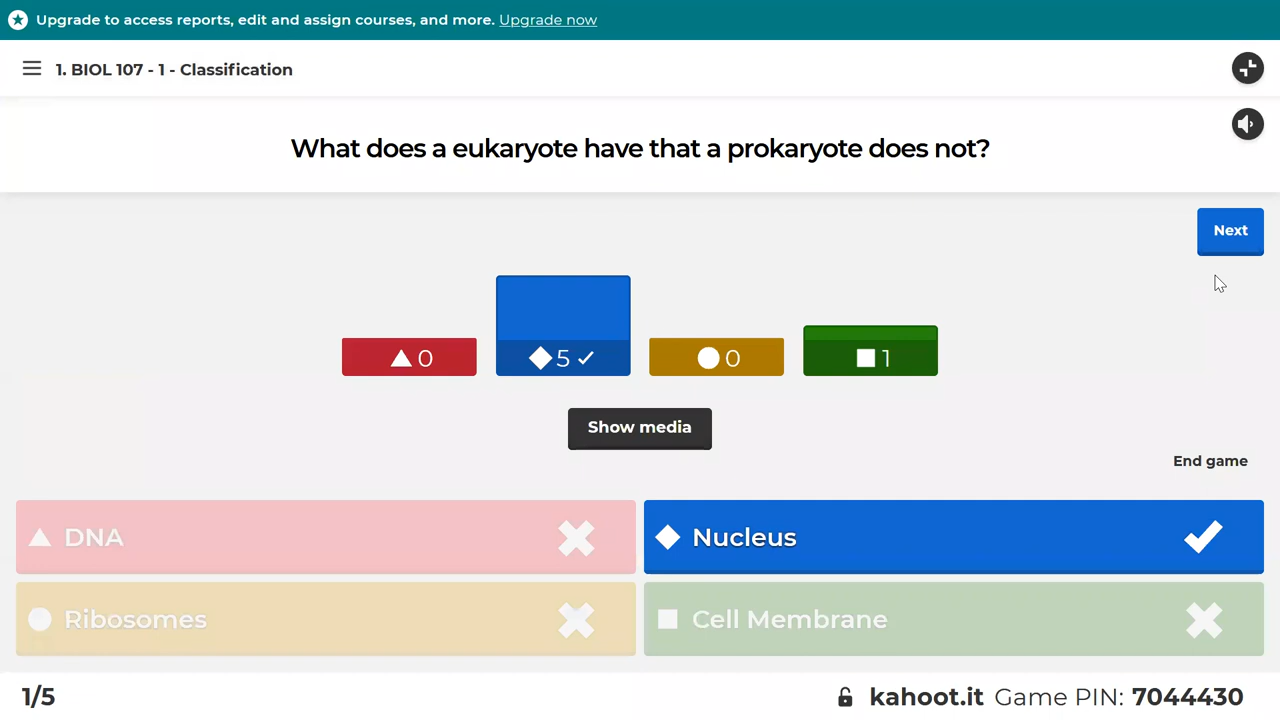 Upgrade to access reports, edit and assign courses, and more. Upgrade now
1. BIOL 107 - 1 - Classification
What does a eukaryote have that a prokaryote does not?
Next
0
5
0
1
Show media
End game
DNA
Nucleus
Ribosomes
Cell Membrane
1/5
kahoot.it Game PIN: 7044430